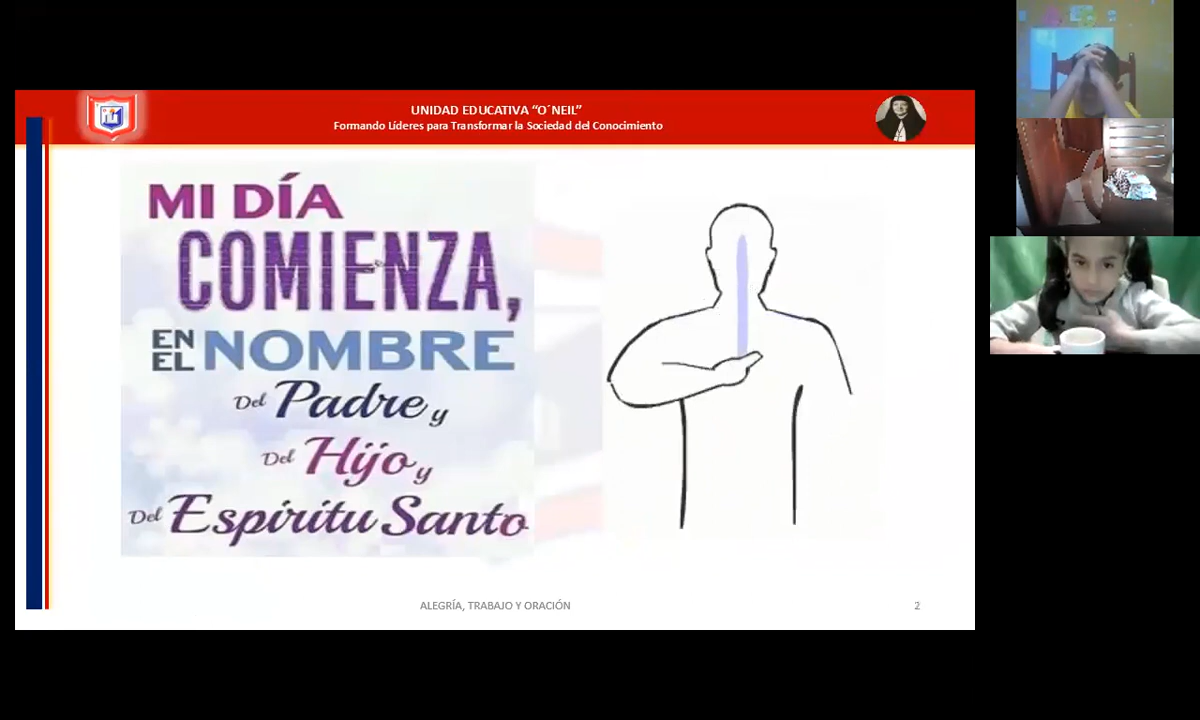 UNIDAD EDUCATIVA “O´NEIL”
Formando Líderes para Transformar la Sociedad del Conocimiento
MI DÍA
COMIENZA,
EN EL NOMBRE
Del Padre y
Del Hijo y
Del Espíritu Santo
ALEGRÍA, TRABAJO Y ORACIÓN
2